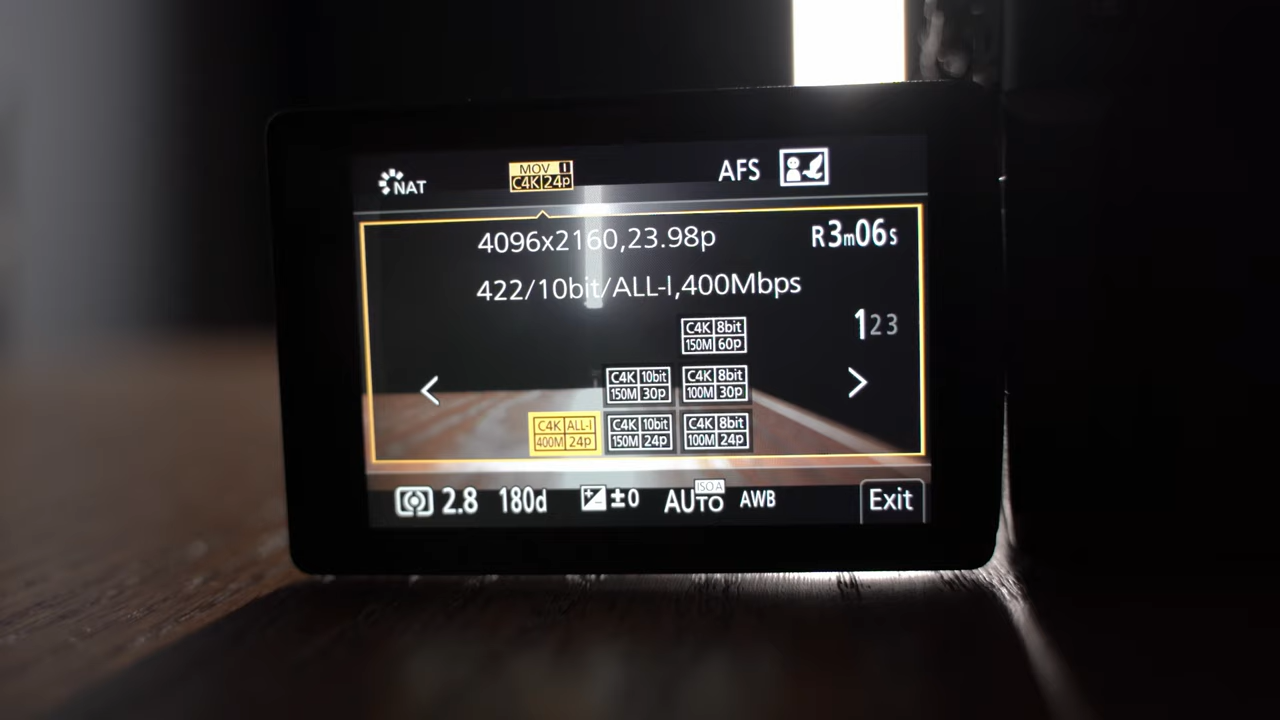 NAT
MOV I
C4K 24p
AFS
4096x2160,23.98p
R3m06s
422/10bit/ALL-I,400Mbps
C4K 8bit
150M 60p
123
C4K 10bit
150M 30p
C4K 8bit
100M 30p
C4K ALL-I
400M 24p
C4K 10bit
150M 24p
C4K 8bit
100M 24p
2.8 180d ±0 AUTO ISO A AWB Exit